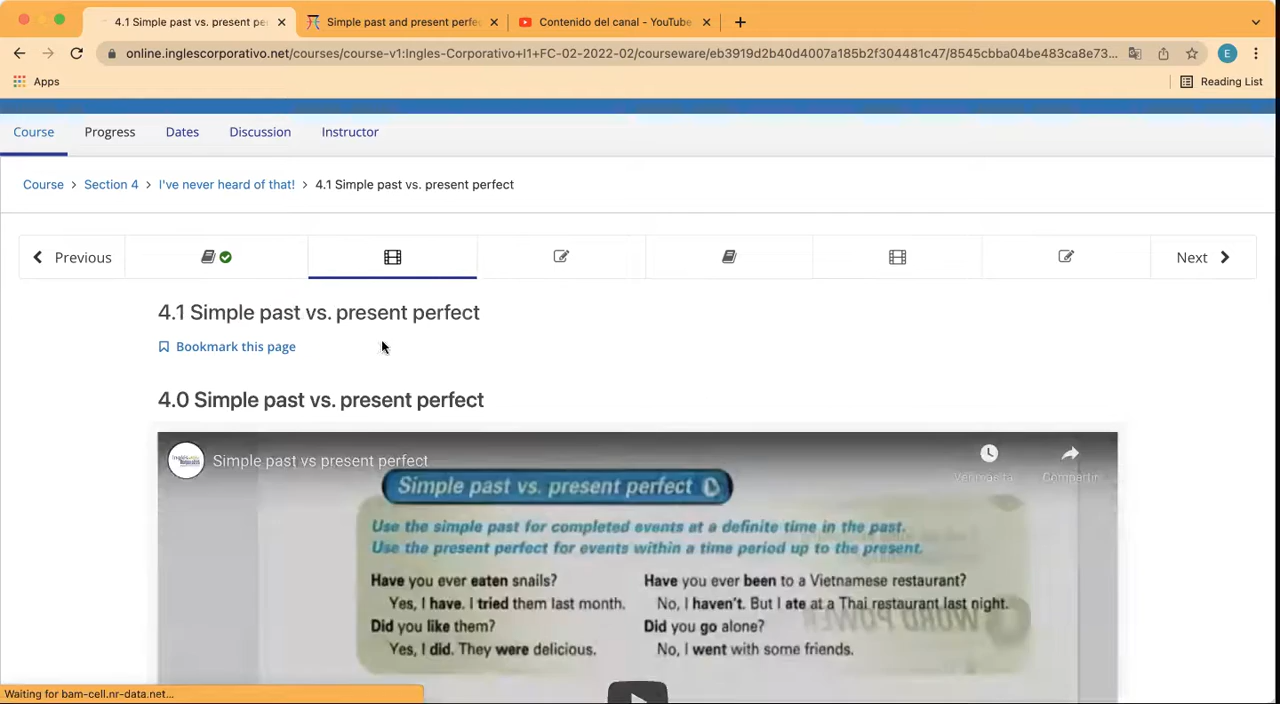 4.1 Simple past vs. present per
Simple past and present perfe
Contenido del canal - YouTube
online.inglescorporativo.net/courses/course-v1:Ingles-Corporativo+I1+FC-02-2022-02/courseware/eb3919d2b40d4007a185b2f304481c47/8545cbba04be483ca8e73...
E
Apps
Reading List
Course Progress Dates Discussion Instructor
Course > Section 4 > I've never heard of that! > 4.1 Simple past vs. present perfect
Previous
Next
4.1 Simple past vs. present perfect
Bookmark this page
4.0 Simple past vs. present perfect
Simple past vs present perfect
Compartir
Simple past vs. present perfect
Use the simple past for completed events at a definite time in the past.
Use the present perfect for events within a time period up to the present.
Have you ever eaten snails?
Yes, I have. I tried them last month.
Did you like them?
Yes, I did. They were delicious.
Have you ever been to a Vietnamese restaurant?
No, I haven't. But I ate at a Thai restaurant last night.
Did you go alone?
No, I went with some friends.
Waiting for bam-cell.nr-data.net...